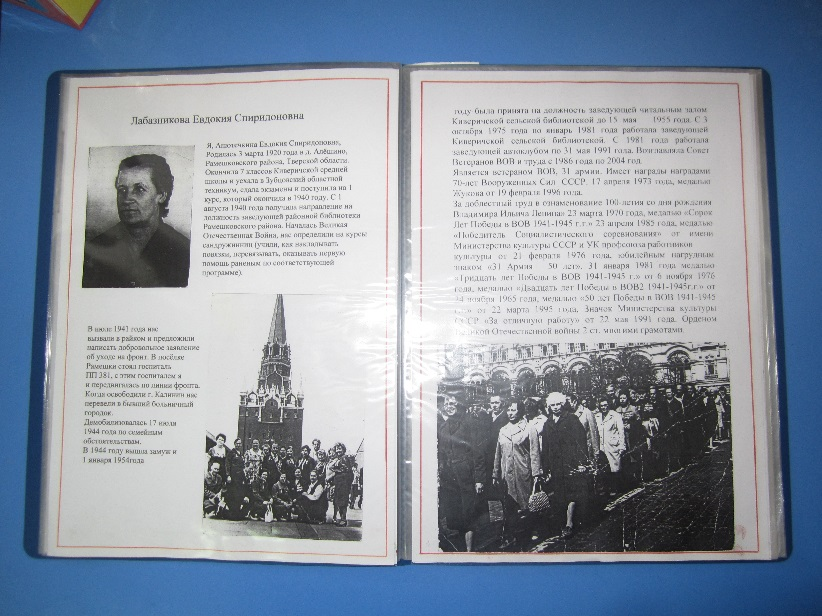 Лабазникова Евдокия Спиридоновна
Я, Евдокия Спиридоновна,
Родилась 3 марта 1920 года в д. Алёшино,
Рамешковского района, Тверской области.
Окончила 7 классов Киверичской средней
школы и уехала в Зубцовский областной
техникум, сдала экзамены и поступила на 1
курс, который окончила в 1940 году. С 1
августа 1940 года получила направление на
должность заведующей районной библиотеки
Рамешковского района. Началась Великая
Отечественная Война, нас определили на курсы
сандружинниц (учили, как накладывать
повязки, перевязывать, оказывать первую
помощь раненым по соответствующей
программе).
В июле 1941 года нас
вызвали в райком и предложили
написать добровольное заявление
об уходе на фронт. В посёлке
Рамешки стоял госпиталь
ПП 381, с этим госпиталем я
и передвигалась по линии фронта.
Когда освободили г. Калинин нас
перевели в бывший больничный
городок.
Демобилизовалась 17 июля
1944 года по семейным
обстоятельствам.
В 1944 году вышла замуж и
1 января 1954года
году была принята на должность заведующей читальным залом
Киверичской сельской библиотекой до 15 мая 1955 года. С 3
октября 1975 года по январь 1981 года работала заведующей
Киверичской сельской библиотекой. С 1981 года работала
заведующей автоклубом по 31 мая 1991 года. Возглавляла Совет
Ветеранов ВОВ и труда с 1986 года по 2004 год.
Является ветераном ВОВ, 31 армии. Имеет награды наградами
70-лет Вооруженных Сил СССР. 17 апреля 1973 года, медалью
Жукова от 19 февраля 1996 года.
За доблестный труд в ознаменование 100-летия со дня рождения
Владимира Ильича Ленина» 23 марта 1970 года, медалью «Сорок
Лет Победы в ВОВ 1941-1945 г.г.» 23 апреля 1985 года, медалью
«Победитель Социалистического соревнования» от имени
Министерства культуры СССР и УК профсоюза работников
культуры от 21 февраля 1976 года, юбилейным нагрудным
знаком «31 Армия 50 лет». 31 января 1981 года медалью
«Тридцать лет Победы в ВОВ 1941-1945 г.г» от 6 ноября 1976
года, медалью «Двадцать лет Победы в ВОВ2 1941-1945г.г.» от
14 ноября 1965 года, медалью «50 лет Победы в ВОВ 1941-1945
г.г» от 22 марта 1995 года. Значок Министерства культуры
СССР «За отличную работу» от 22 мая 1991 года. Орденом
Великой Отечественной войны 2 ст. многими грамотами